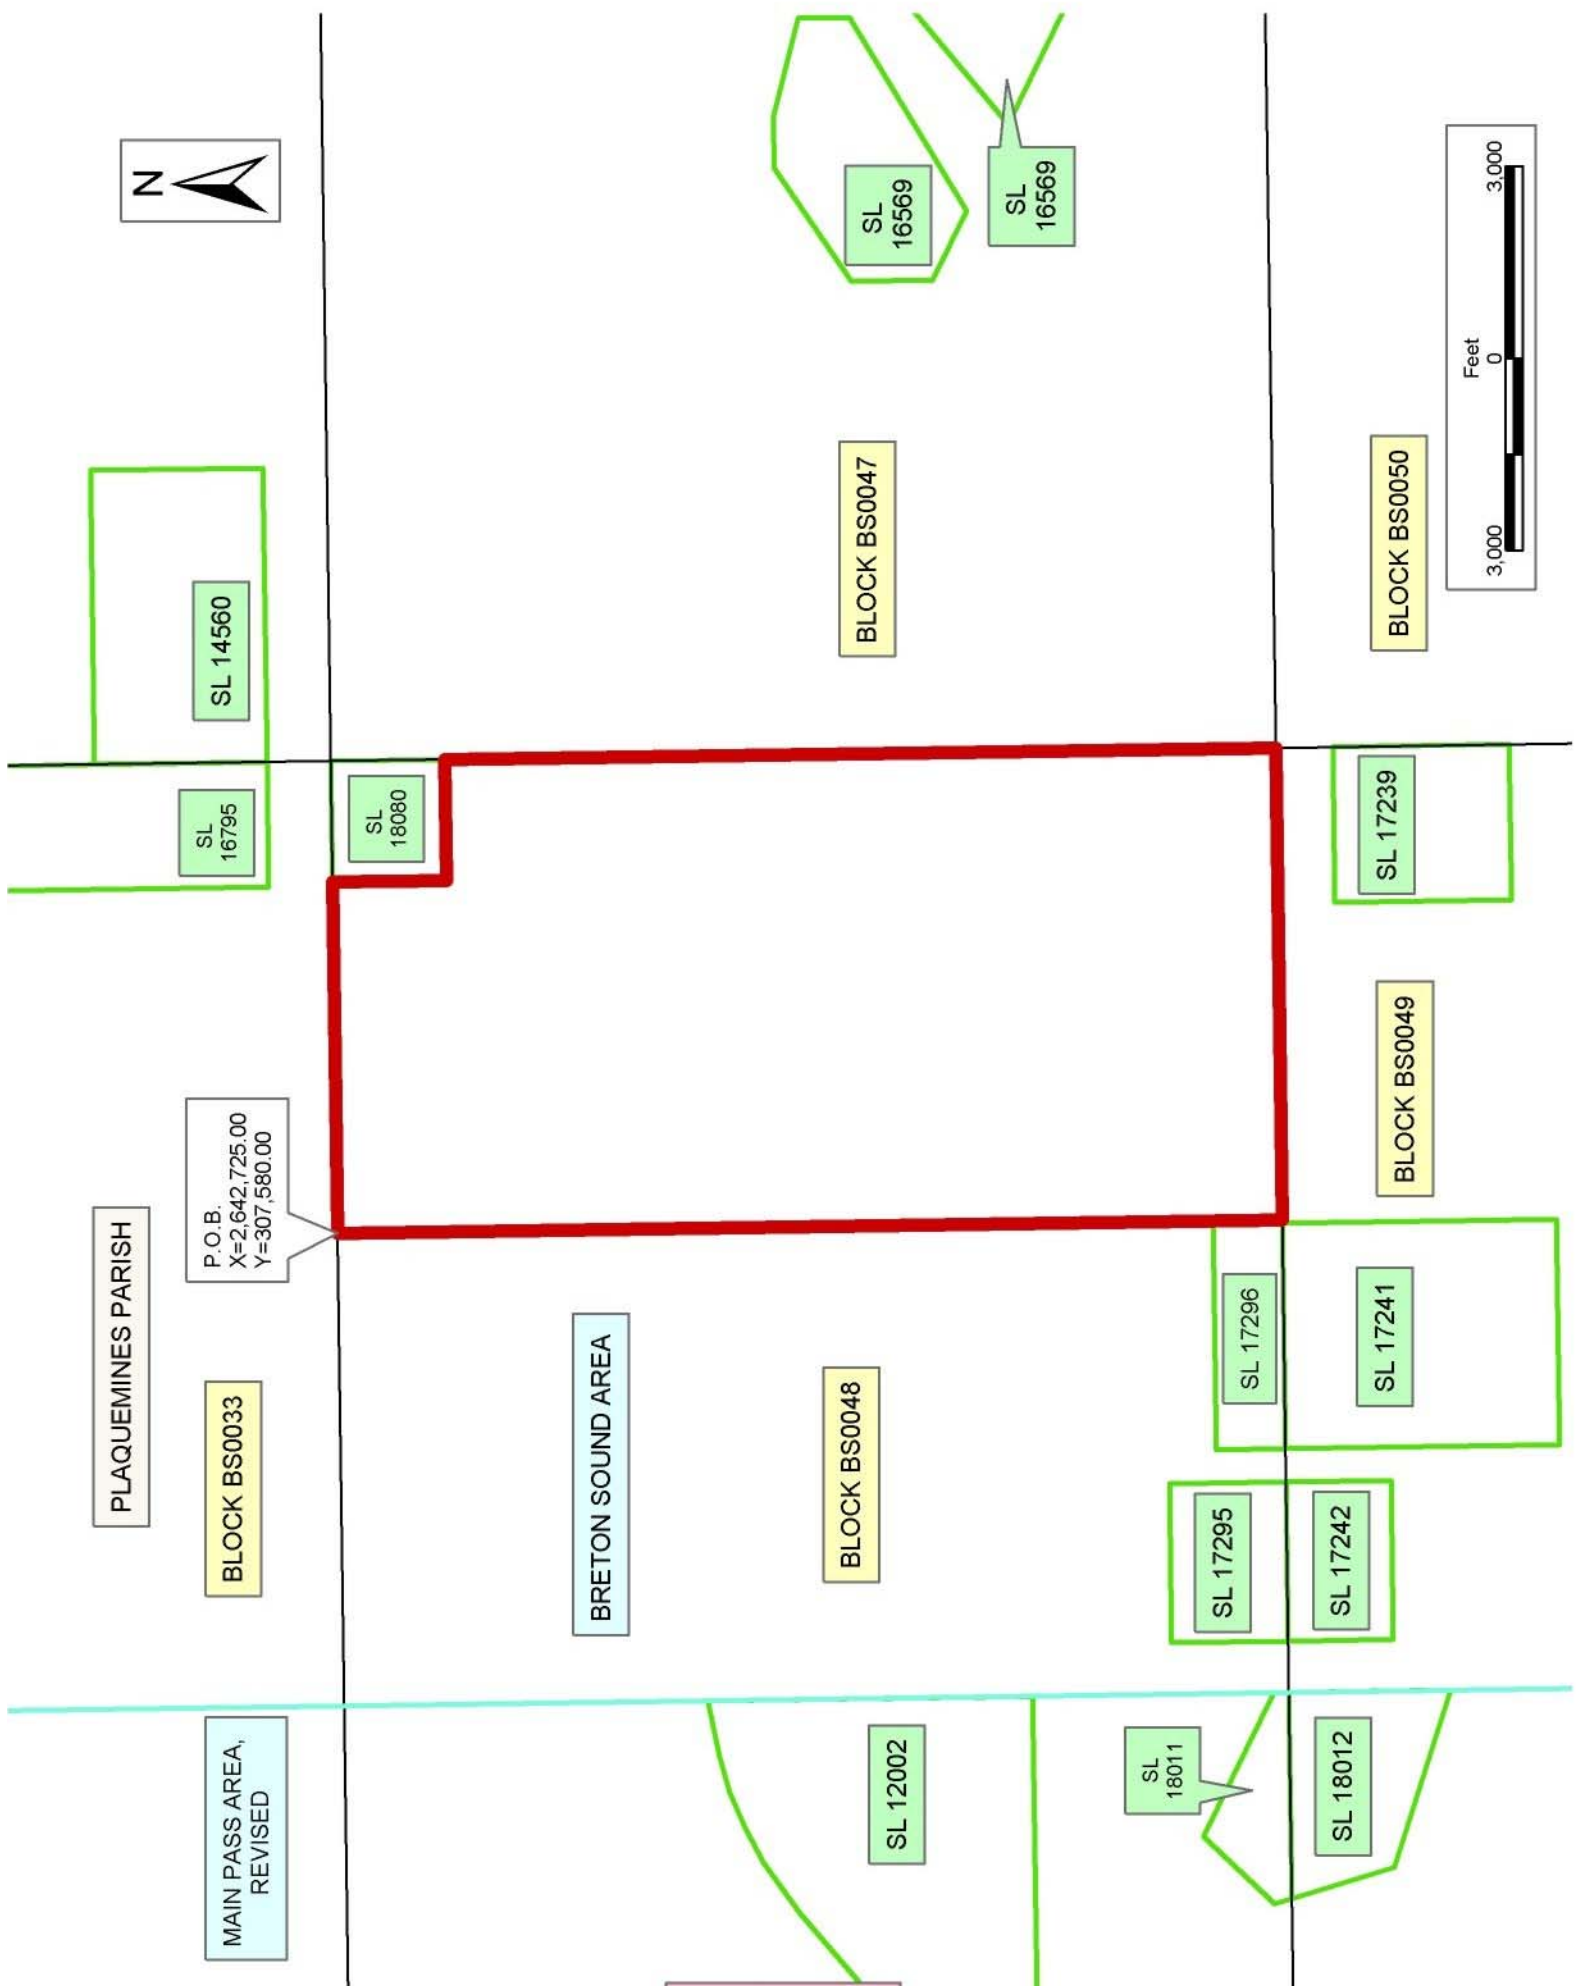 PLAQUEMINES PARISH
N
MAIN PASS AREA,
REVISED
BLOCK BS0033
P.O.B.
X=2,642,725.00
Y=307,580.00
SL
16795
SL 14560
SL
18080
BRETON SOUND AREA
SL 12002
BLOCK BS0048
BLOCK BS0047
SL
16569
SL
16569
SL
18011
SL 17295
SL 17296
SL 18012
SL 17242
SL 17241
BLOCK BS0049
SL 17239
BLOCK BS0050
Feet
3,000
0
3,000